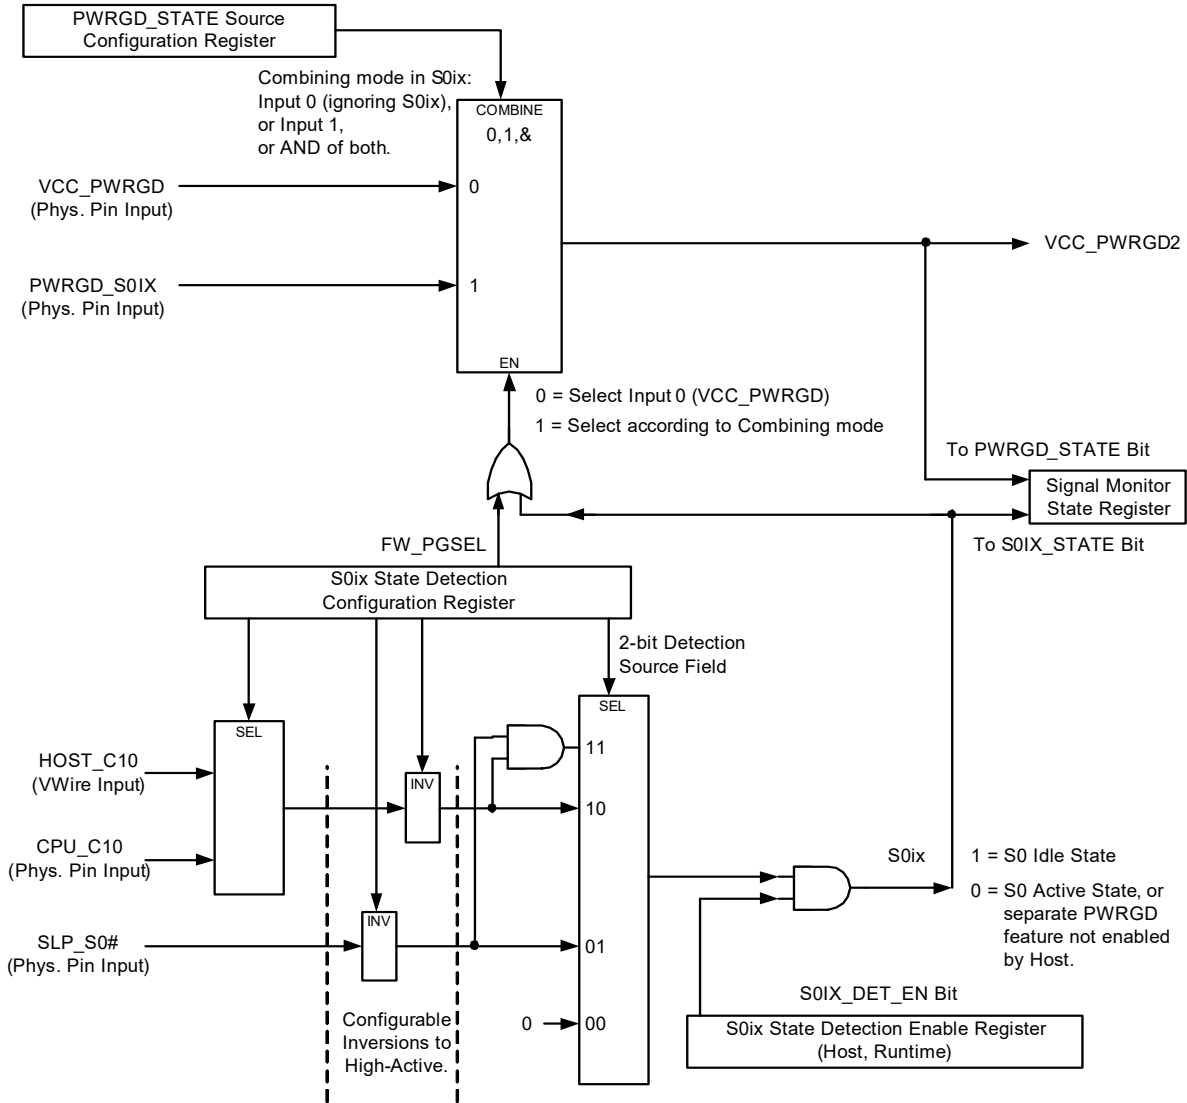 PWRGD_STATE Source
Configuration Register
Combining mode in S0ix:
Input 0 (ignoring S0ix),
or Input 1,
or AND of both.
COMBINE
0,1,&
VCC_PWRGD
(Phys. Pin Input)
0
VCC_PWRGD2
PWRGD_S0IX
(Phys. Pin Input)
1
EN
0 = Select Input 0 (VCC_PWRGD)
1 = Select according to Combining mode
To PWRGD_STATE Bit
Signal Monitor
State Register
To S0IX_STATE Bit
FW_PGSEL
S0ix State Detection
Configuration Register
2-bit Detection
Source Field
SEL
SEL
HOST_C10
(VWire Input)
CPU_C10
(Phys. Pin Input)
INV
11
10
SLP_S0#
(Phys. Pin Input)
INV
01
0
00
Configurable
Inversions to
High-Active.
S0ix
1 = S0 Idle State
0 = S0 Active State, or
separate PWRGD
feature not enabled
by Host.
S0IX_DET_EN Bit
S0ix State Detection Enable Register
(Host, Runtime)